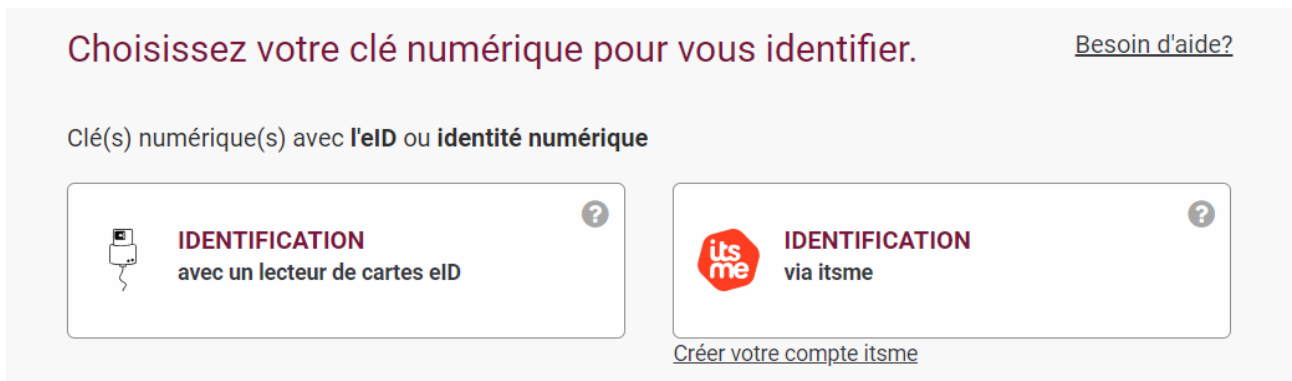 Choisissez votre clé numérique pour vous identifier.
Besoin d'aide?
Clé(s) numérique(s) avec l'eID ou identité numérique
IDENTIFICATION
avec un lecteur de cartes eID
?
its
me
IDENTIFICATION
via itsme
?
Créer votre compte itsme